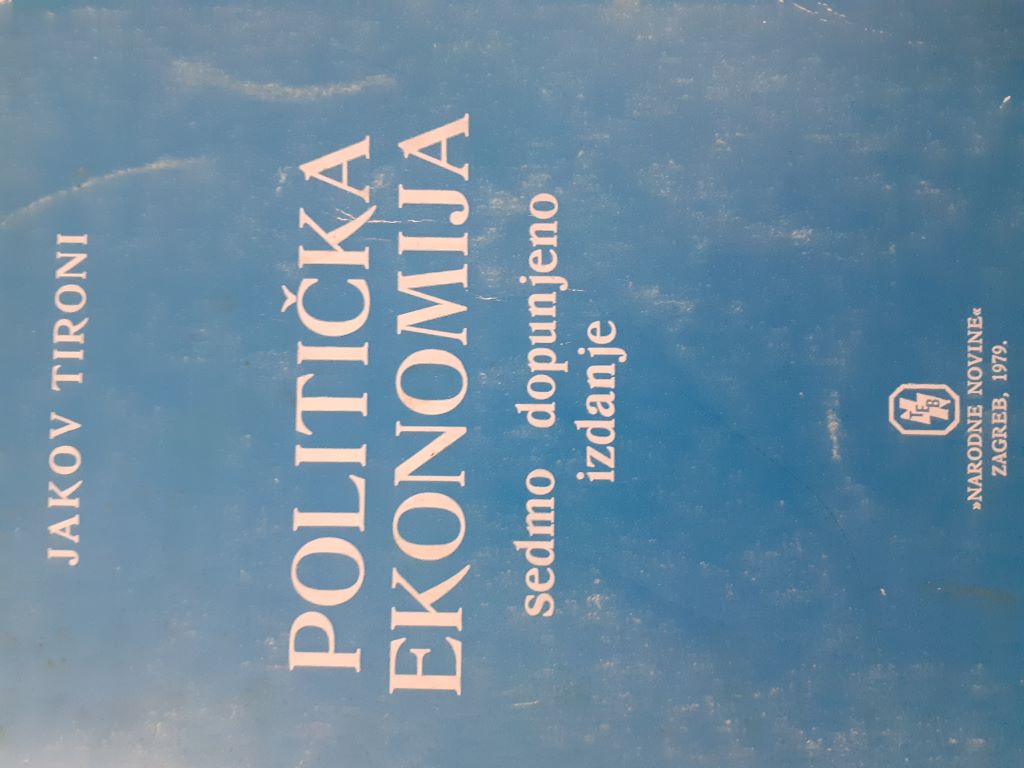 JAKOV TIRONI
POLITIČKA
EKONOMIJA
sedmo dopunjeno
izdanje
»NARODNE NOVINE«
ZAGREB, 1979.